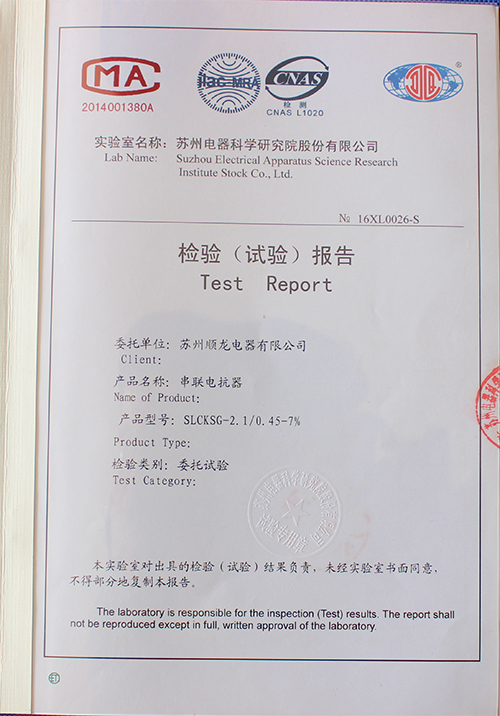 MA
2014001380A
ilac-MRA
CNAS
检 测
CNAS L1020
®
实验室名称：苏州电器科学研究院股份有限公司
Lab Name: Suzhou Electrical Apparatus Science Research
Institute Stock Co., Ltd.
№ 16XL0026-S
检验（试验）报告
Test Report
委托单位：苏州顺龙电器有限公司
Client:
产品名称：串联电抗器
Name of Product:
产品型号：SLCKSG-2.1/0.45-7%
Product Type:
检验类别：委托试验
Test Category:
本实验室对出具的检验（试验）结果负责，未经实验室书面同意，
不得部分地复制本报告。
The laboratory is responsible for the inspection (Test) results. The report shall
not be reproduced except in full, written approval of the laboratory.